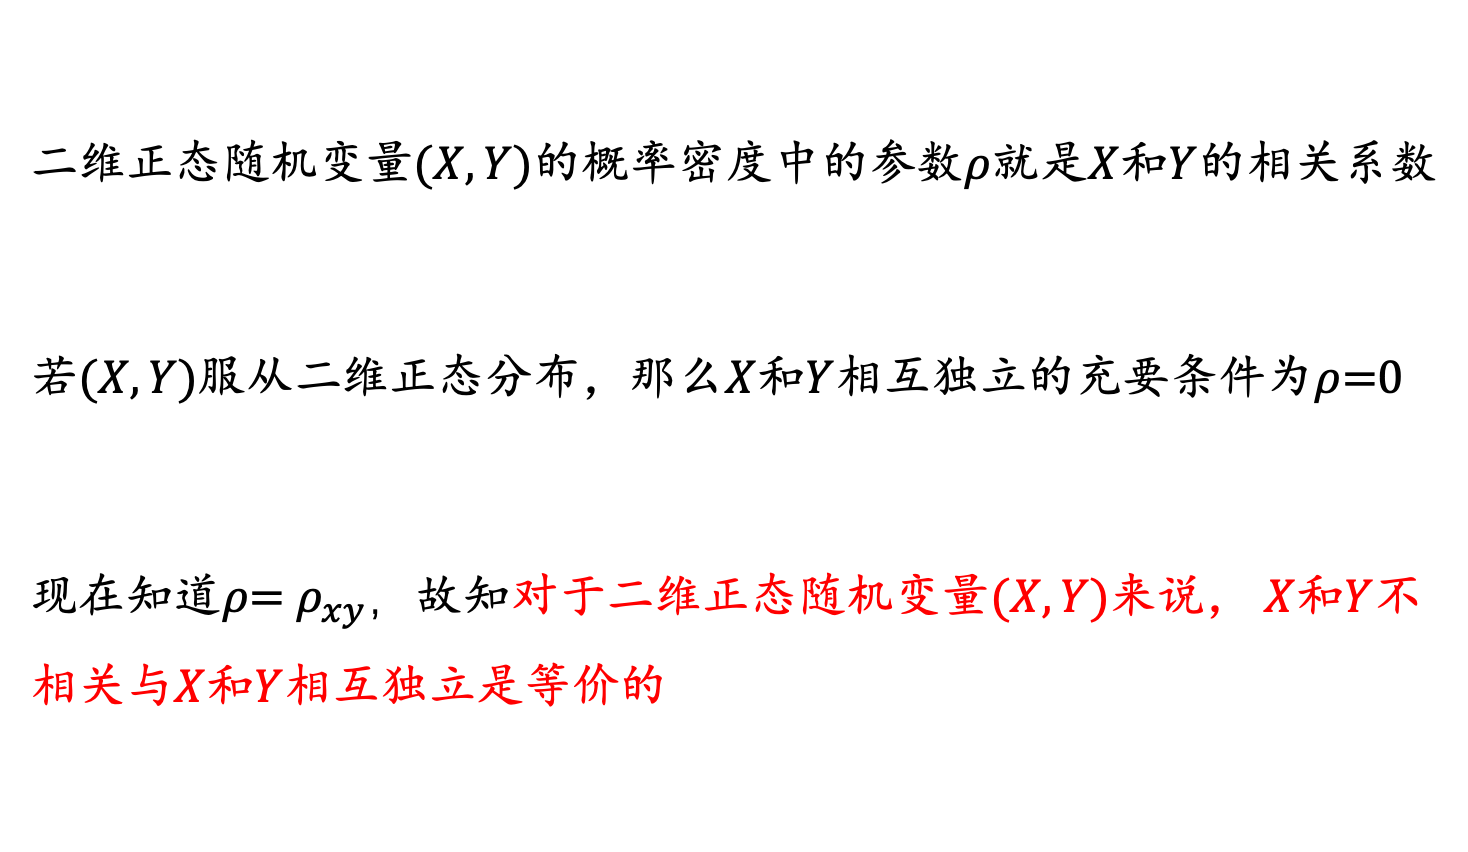 二维正态随机变量(X,Y)的概率密度中的参数ρ就是X和Y的相关系数
若(X,Y)服从二维正态分布，那么X和Y相互独立的充要条件为ρ=0
现在知道ρ= ρxy，故知对于二维正态随机变量(X,Y)来说， X和Y不
相关与X和Y相互独立是等价的